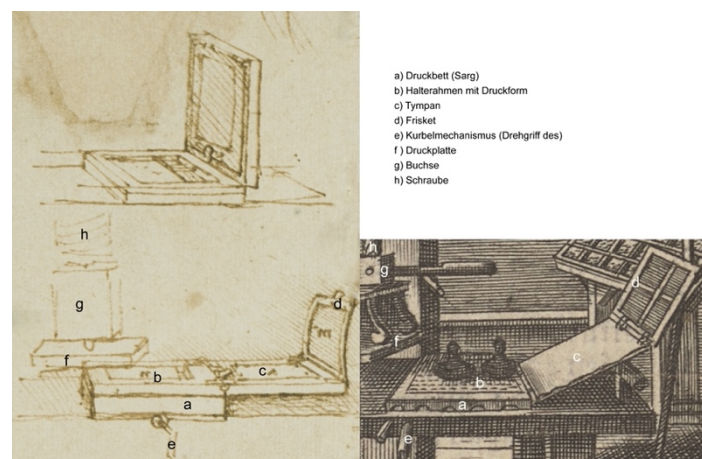 a) Druckbett (Sarg)
b) Halterahmen mit Druckform
c) Tympan
d) Frisket
e) Kurbelmechanismus (Drehgriff des)
f ) Druckplatte
g) Buchse
h) Schraube
h
g
f
b
c
d
a
e
h
g
f
b
a
e
c
d